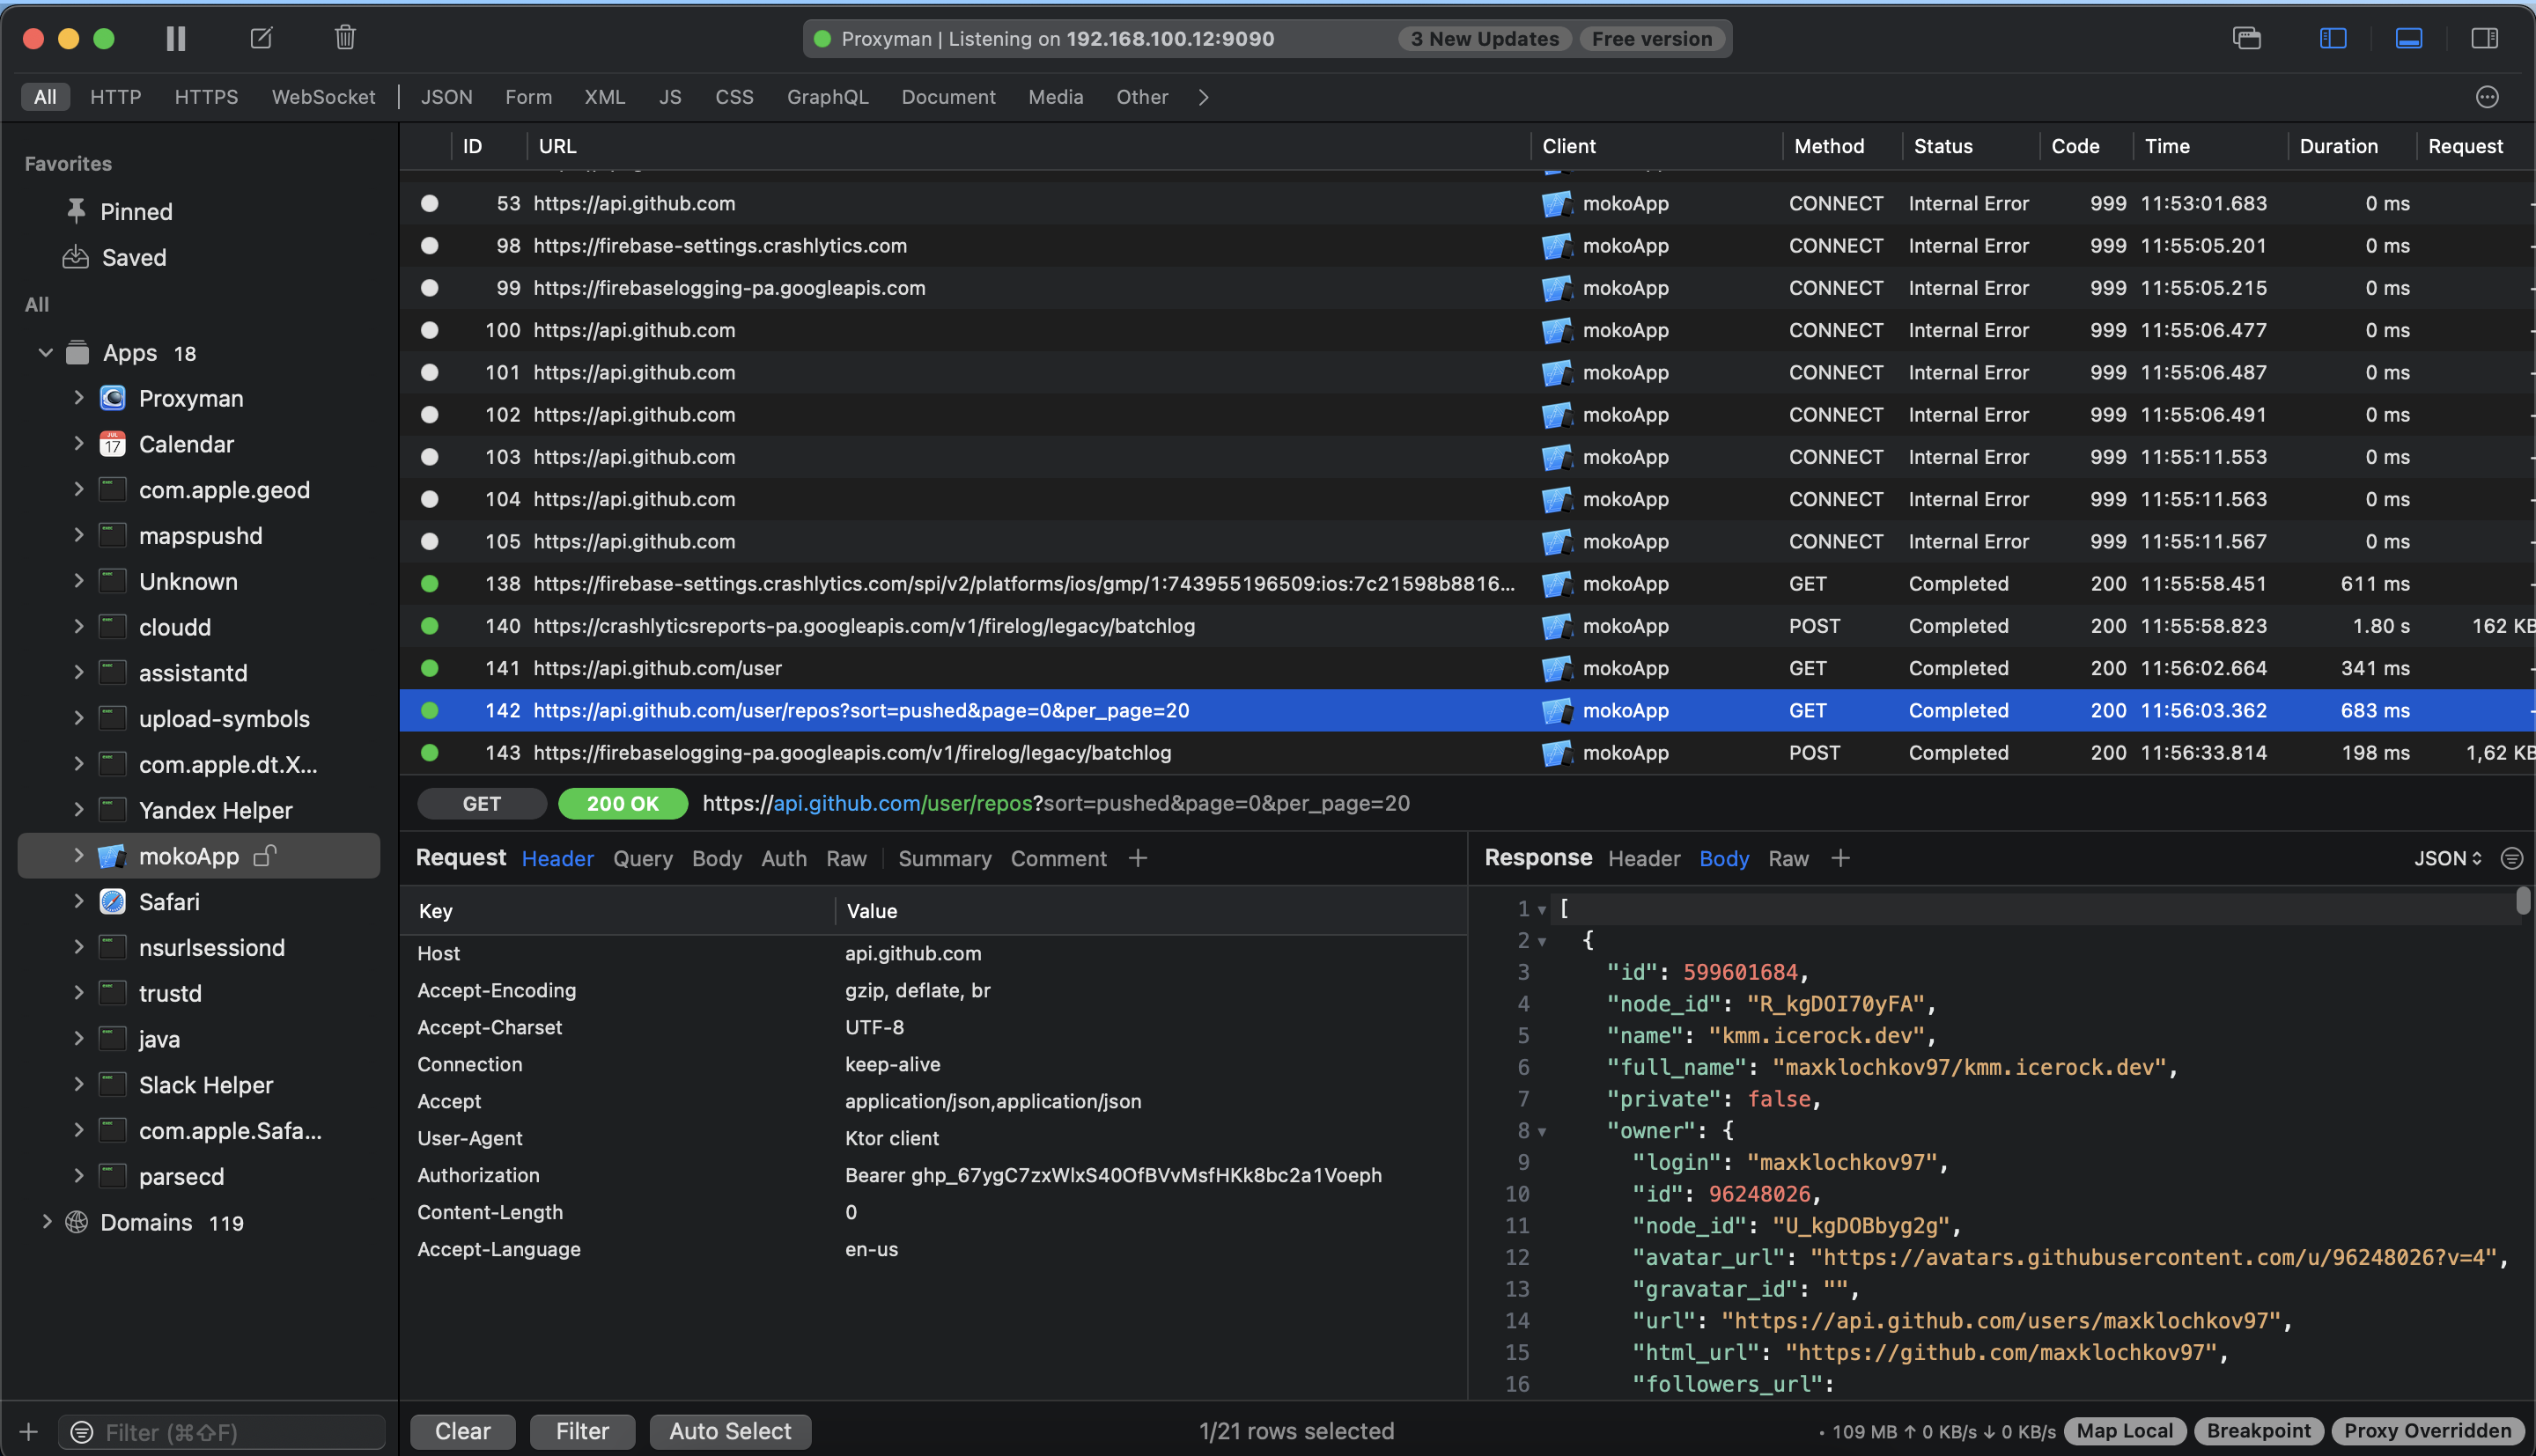 Proxyman | Listening on 192.168.100.12:9090 3 New Updates Free version
All HTTP HTTPS WebSocket JSON Form XML JS CSS GraphQL Document Media Other
Favorites
Pinned
Saved
All
Apps 18
Proxyman
JUL 17 Calendar
com.apple.geod
mapspushd
Unknown
cloudd
assistantd
upload-symbols
com.apple.dt.X...
Yandex Helper
mokoApp
Safari
nsurlsessiond
trustd
java
Slack Helper
com.apple.Safa...
parsecd
Domains 119
Filter (⌘⇧F)
ID URL Client Method Status Code Time Duration Request
53 https://api.github.com mokoApp CONNECT Internal Error 999 11:53:01.683 0 ms -
98 https://firebase-settings.crashlytics.com mokoApp CONNECT Internal Error 999 11:55:05.201 0 ms -
99 https://firebaselogging-pa.googleapis.com mokoApp CONNECT Internal Error 999 11:55:05.215 0 ms -
100 https://api.github.com mokoApp CONNECT Internal Error 999 11:55:06.477 0 ms -
101 https://api.github.com mokoApp CONNECT Internal Error 999 11:55:06.487 0 ms -
102 https://api.github.com mokoApp CONNECT Internal Error 999 11:55:06.491 0 ms -
103 https://api.github.com mokoApp CONNECT Internal Error 999 11:55:11.553 0 ms -
104 https://api.github.com mokoApp CONNECT Internal Error 999 11:55:11.563 0 ms -
105 https://api.github.com mokoApp CONNECT Internal Error 999 11:55:11.567 0 ms -
138 https://firebase-settings.crashlytics.com/spi/v2/platforms/ios/gmp/1:743955196509:ios:7c21598b8816... mokoApp GET Completed 200 11:55:58.451 611 ms -
140 https://crashlyticsreports-pa.googleapis.com/v1/firelog/legacy/batchlog mokoApp POST Completed 200 11:55:58.823 1.80 s 162 KB
141 https://api.github.com/user mokoApp GET Completed 200 11:56:02.664 341 ms -
142 https://api.github.com/user/repos?sort=pushed&page=0&per_page=20 mokoApp GET Completed 200 11:56:03.362 683 ms -
143 https://firebaselogging-pa.googleapis.com/v1/firelog/legacy/batchlog mokoApp POST Completed 200 11:56:33.814 198 ms 1,62 KB
GET 200 OK https://api.github.com/user/repos?sort=pushed&page=0&per_page=20
Request Header Query Body Auth Raw Summary Comment +
Key Value
Host api.github.com
Accept-Encoding gzip, deflate, br
Accept-Charset UTF-8
Connection keep-alive
Accept application/json,application/json
User-Agent Ktor client
Authorization Bearer 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
Content-Length 0
Accept-Language en-us
Response Header Body Raw + JSON
1 [
2 {
3 "id": 599601684,
4 "node_id": "R_kgDOI70yFA",
5 "name": "kmm.icerock.dev",
6 "full_name": "maxklochkov97/kmm.icerock.dev",
7 "private": false,
8 "owner": {
9 "login": "maxklochkov97",
10 "id": 96248026,
11 "node_id": "U_kgDOBbyg2g",
12 "avatar_url": "https://avatars.githubusercontent.com/u/96248026?v=4",
13 "gravatar_id": "",
14 "url": "https://api.github.com/users/maxklochkov97",
15 "html_url": "https://github.com/maxklochkov97",
16 "followers_url":
Clear Filter Auto Select 1/21 rows selected • 109 MB ↑ 0 KB/s ↓ 0 KB/s Map Local Breakpoint Proxy Overridden